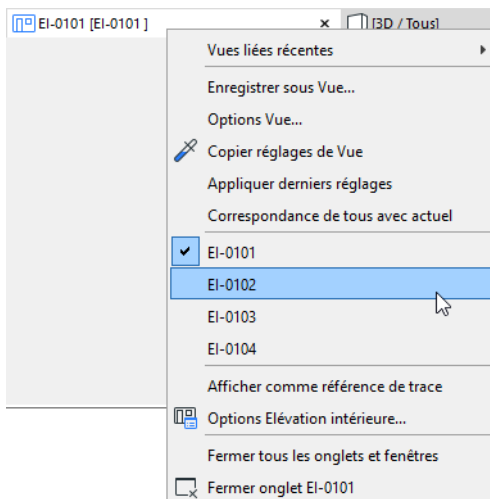 EI-0101 [EI-0101 ] × [3D / Tous]
Vues liées récentes
Enregistrer sous Vue...
Options Vue...
Copier réglages de Vue
Appliquer derniers réglages
Correspondance de tous avec actuel
EI-0101
EI-0102
EI-0103
EI-0104
Afficher comme référence de trace
Options Elévation intérieure...
Fermer tous les onglets et fenêtres
Fermer onglet EI-0101